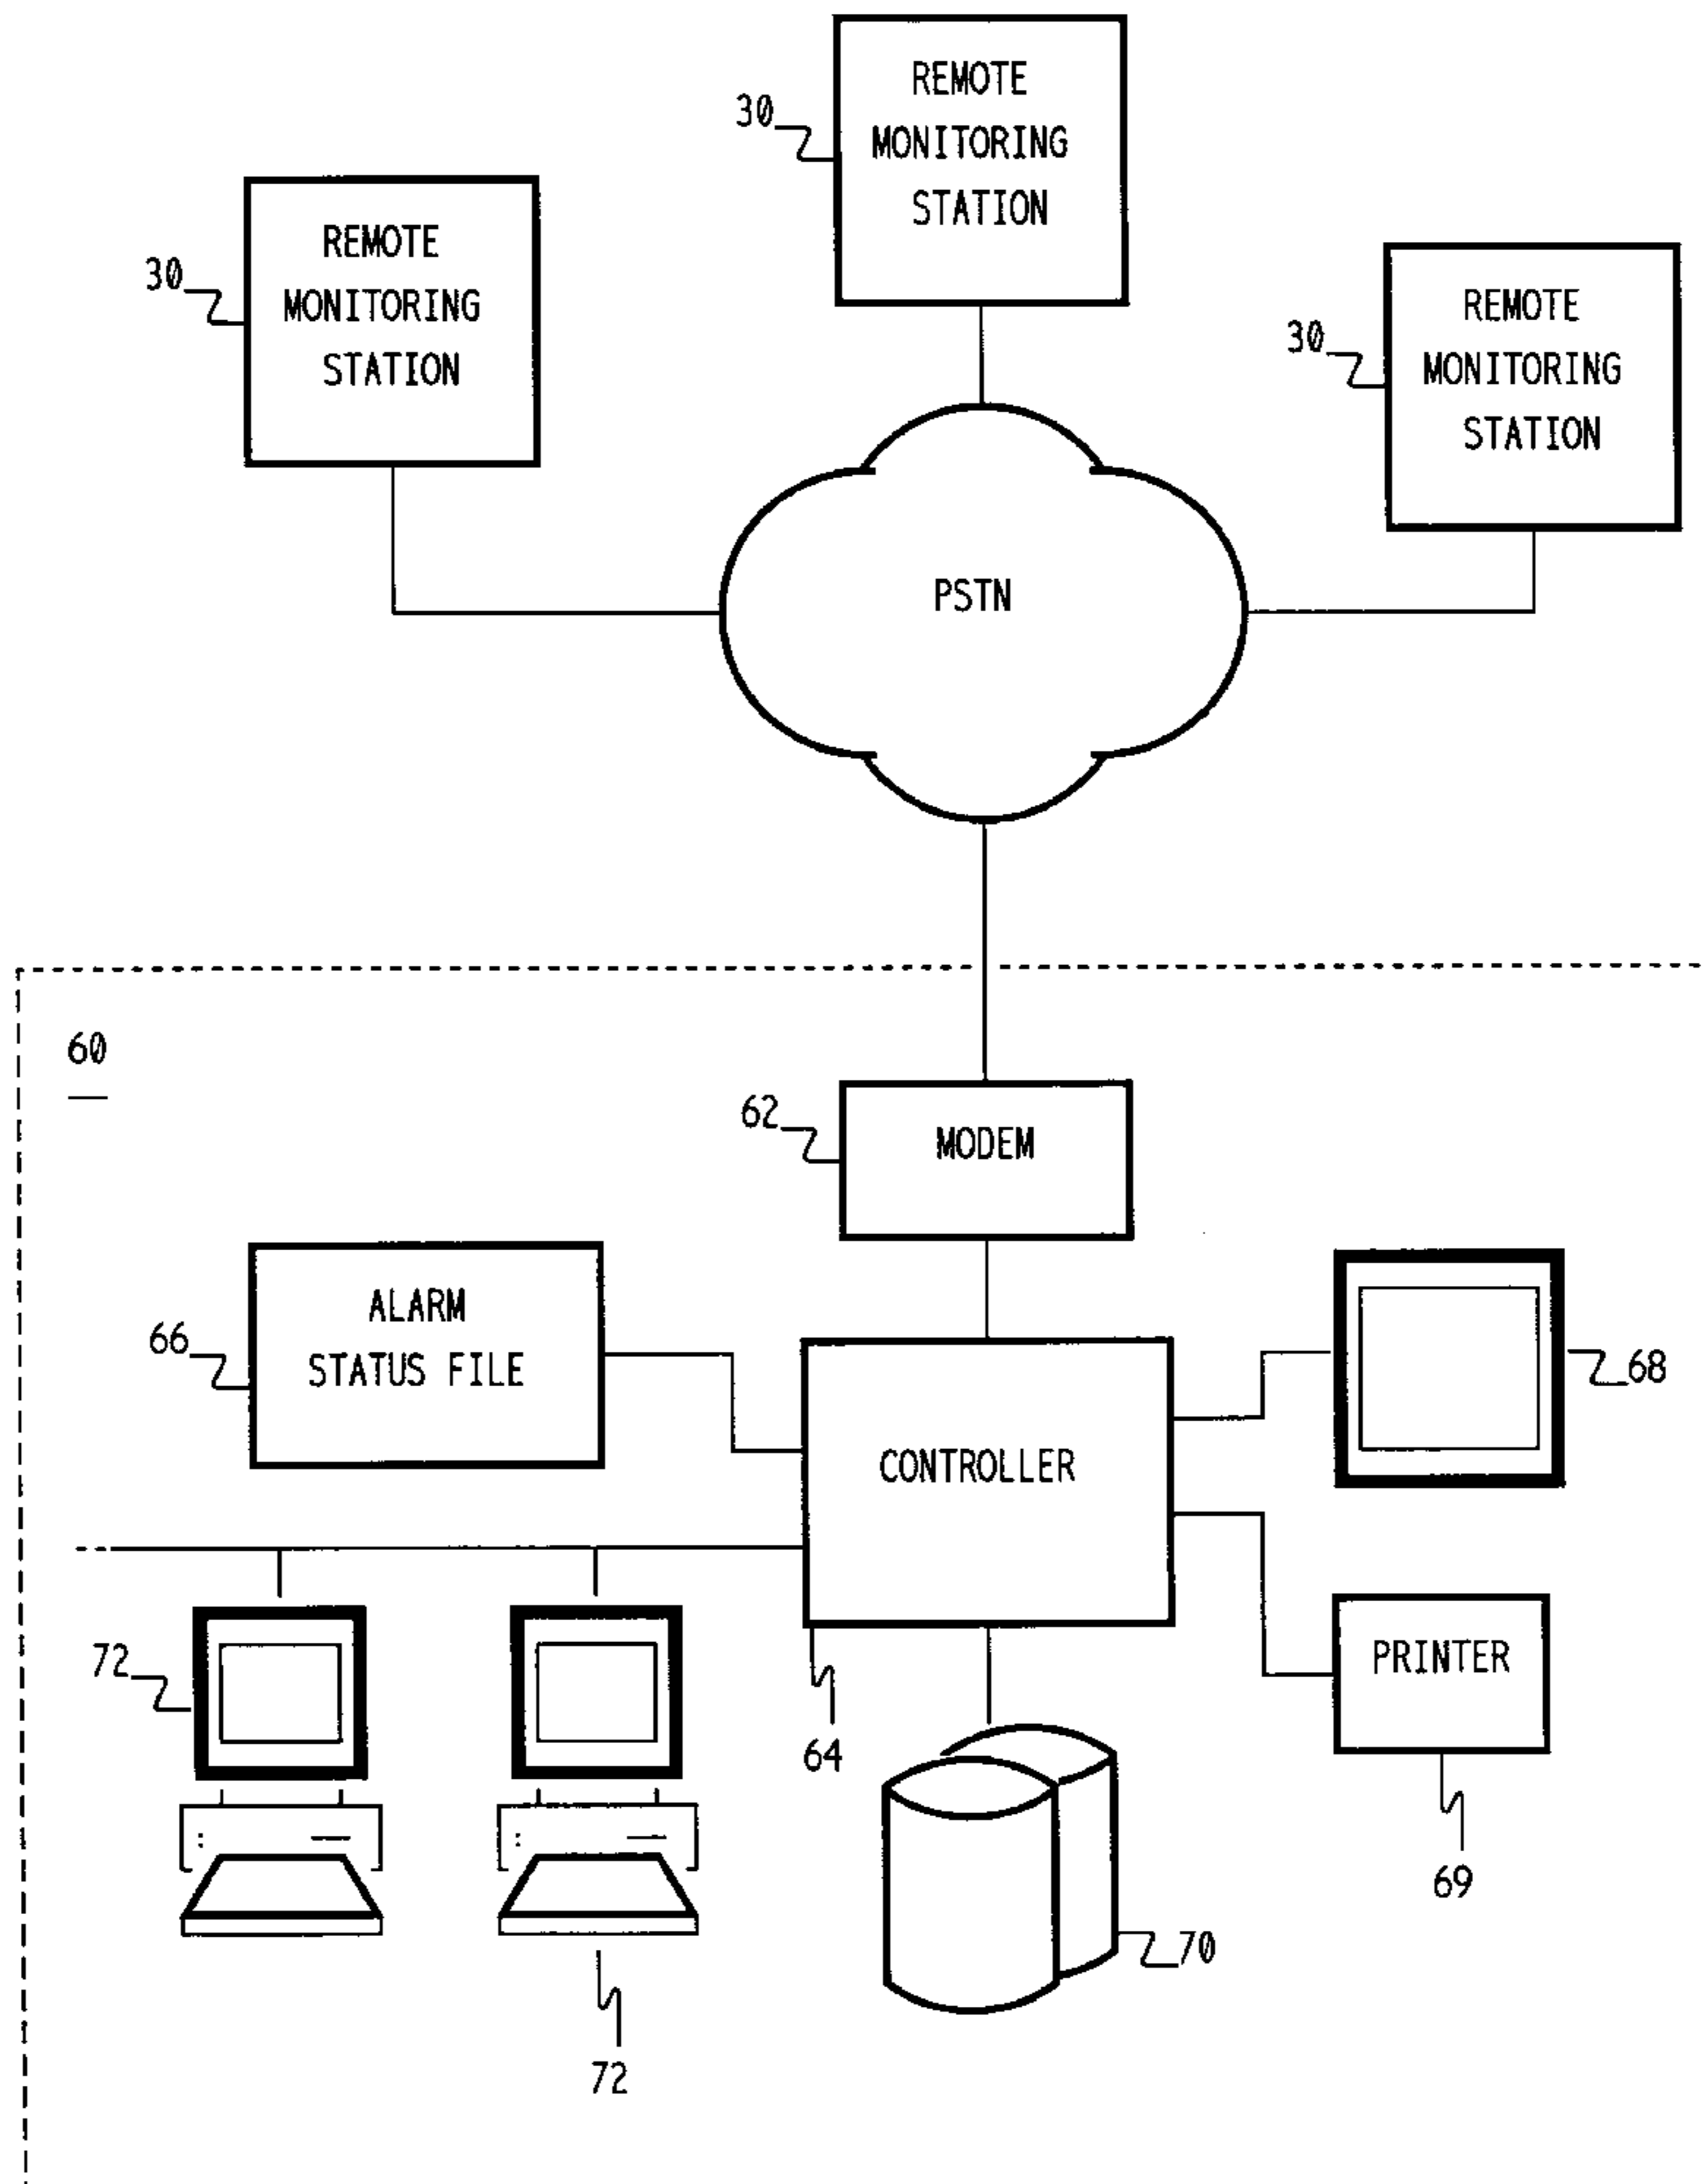 30
REMOTE
MONITORING
STATION
30
REMOTE
MONITORING
STATION
30
REMOTE
MONITORING
STATION
PSTN
60
62
MODEM
66
ALARM
STATUS FILE
68
CONTROLLER
72
PRINTER
64
69
70
72